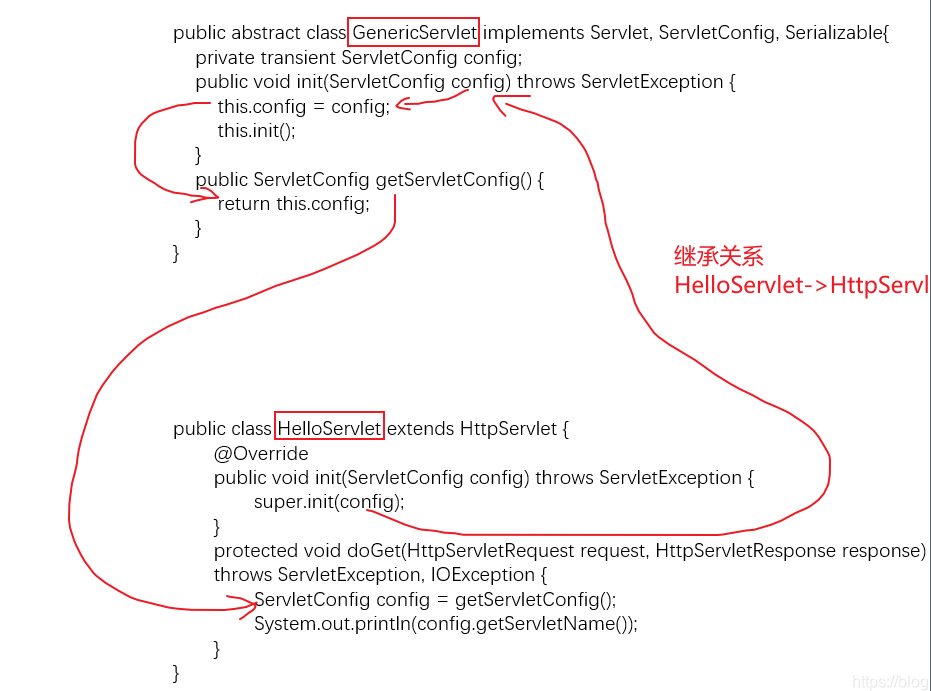 public abstract class GenericServlet implements Servlet, ServletConfig, Serializable{
private transient ServletConfig config;
public void init(ServletConfig config) throws ServletException {
this.config = config;
this.init();
}
public ServletConfig getServletConfig() {
return this.config;
}
}
继承关系
HelloServlet->HttpServl
public class HelloServlet extends HttpServlet {
@Override
public void init(ServletConfig config) throws ServletException {
super.init(config);
}
protected void doGet(HttpServletRequest request, HttpServletResponse response)
throws ServletException, IOException {
ServletConfig config = getServletConfig();
System.out.println(config.getServletName());
}
}
https://blog